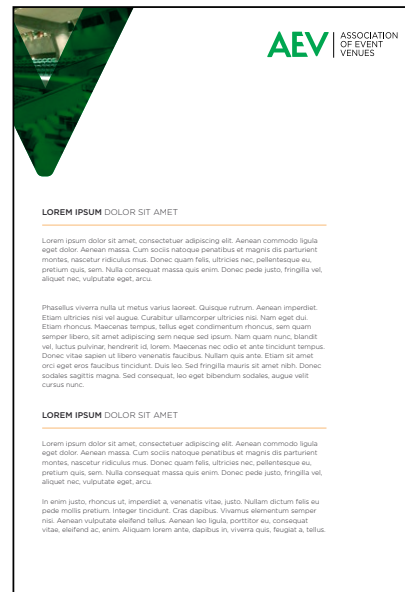 AEV
ASSOCIATION
OF EVENT
VENUES
LOREM IPSUM DOLOR SIT AMET
Lorem ipsum dolor sit amet, consectetuer adipiscing elit. Aenean commodo ligula
eget dolor. Aenean massa. Cum sociis natoque penatibus et magnis dis parturient
montes, nascetur ridiculus mus. Donec quam felis, ultricies nec, pellentesque eu,
pretium quis, sem. Nulla consequat massa quis enim. Donec pede justo, fringilla vel,
aliquet nec, vulputate eget, arcu.
Phasellus viverra nulla ut metus varius laoreet. Quisque rutrum. Aenean imperdiet.
Etiam ultricies nisi vel augue. Curabitur ullamcorper ultricies nisi. Nam eget dui.
Etiam rhoncus. Maecenas tempus, tellus eget condimentum rhoncus, sem quam
semper libero, sit amet adipiscing sem neque sed ipsum. Nam quam nunc, blandit
vel, luctus pulvinar, hendrerit id, lorem. Maecenas nec odio et ante tincidunt tempus.
Donec vitae sapien ut libero venenatis faucibus. Nullam quis ante. Etiam sit amet
orci eget eros faucibus tincidunt. Duis leo. Sed fringilla mauris sit amet nibh. Donec
sodales sagittis magna. Sed consequat, leo eget bibendum sodales, augue velit
cursus nunc.
LOREM IPSUM DOLOR SIT AMET
Lorem ipsum dolor sit amet, consectetuer adipiscing elit. Aenean commodo ligula
eget dolor. Aenean massa. Cum sociis natoque penatibus et magnis dis parturient
montes, nascetur ridiculus mus. Donec quam felis, ultricies nec, pellentesque eu,
pretium quis, sem. Nulla consequat massa quis enim. Donec pede justo, fringilla vel,
aliquet nec, vulputate eget, arcu.
In enim justo, rhoncus ut, imperdiet a, venenatis vitae, justo. Nullam dictum felis eu
pede mollis pretium. Integer tincidunt. Cras dapibus. Vivamus elementum semper
nisi. Aenean vulputate eleifend tellus. Aenean leo ligula, porttitor eu, consequat
vitae, eleifend ac, enim. Aliquam lorem ante, dapibus in, viverra quis, feugiat a, tellus.